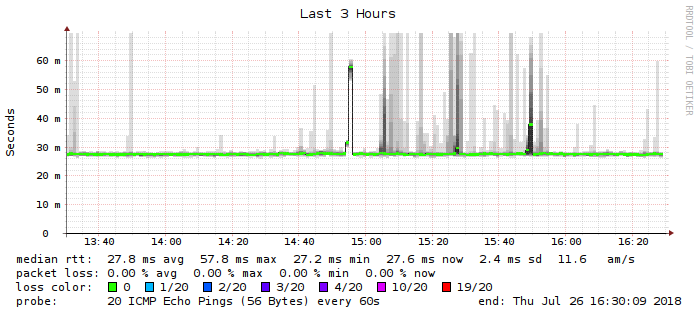 Last 3 Hours
RRDTOOL / TOBI OETIKER
Seconds
60 m
50 m
40 m
30 m
20 m
10 m
0
13:40 14:00 14:20 14:40 15:00 15:20 15:40 16:00 16:20
median rtt: 27.8 ms avg 57.8 ms max 27.2 ms min 27.6 ms now 2.4 ms sd 11.6 am/s
packet loss: 0.00 % avg 0.00 % max 0.00 % min 0.00 % now
loss color: 0 1/20 2/20 3/20 4/20 10/20 19/20
probe: 20 ICMP Echo Pings (56 Bytes) every 60s end: Thu Jul 26 16:30:09 2018